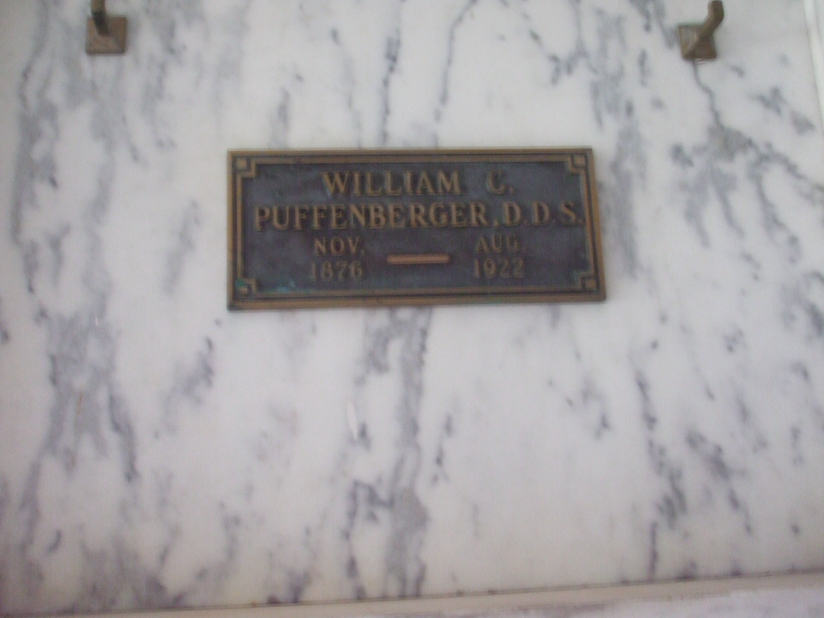 WILLIAM C.
PUFFENBERGER, D.D.S.
NOV. — AUG.
1876 1922